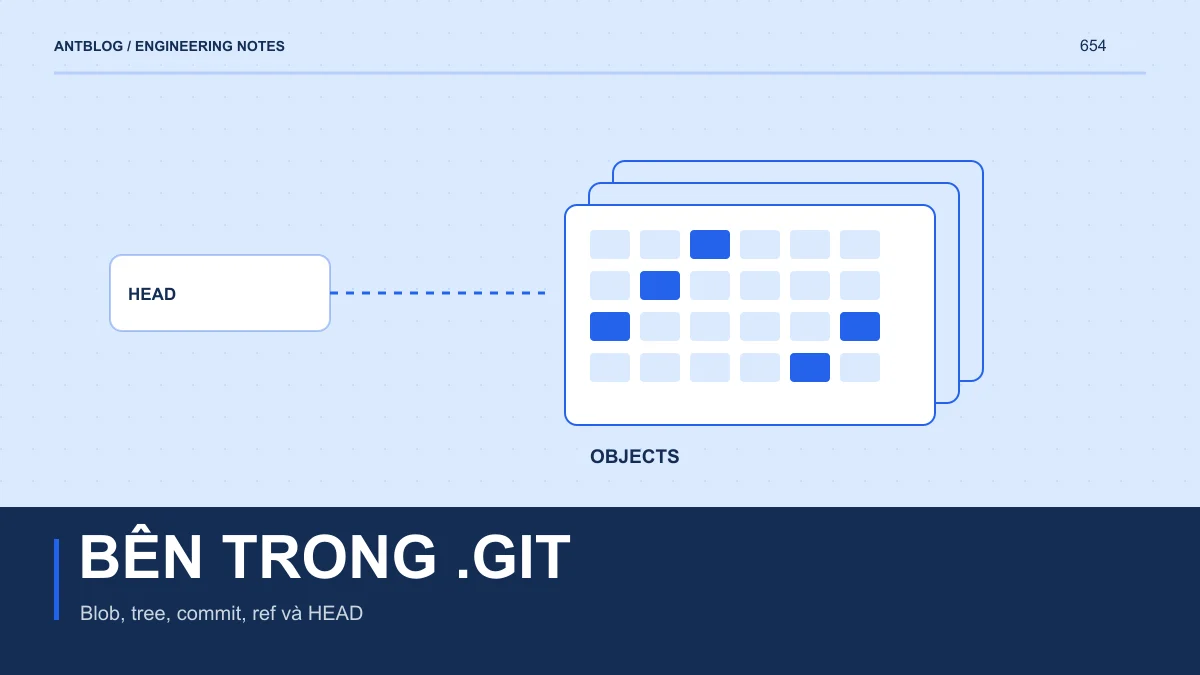 ANTBLOG / ENGINEERING NOTES
654
HEAD
OBJECTS
BÊN TRONG .GIT
Blob, tree, commit, ref và HEAD